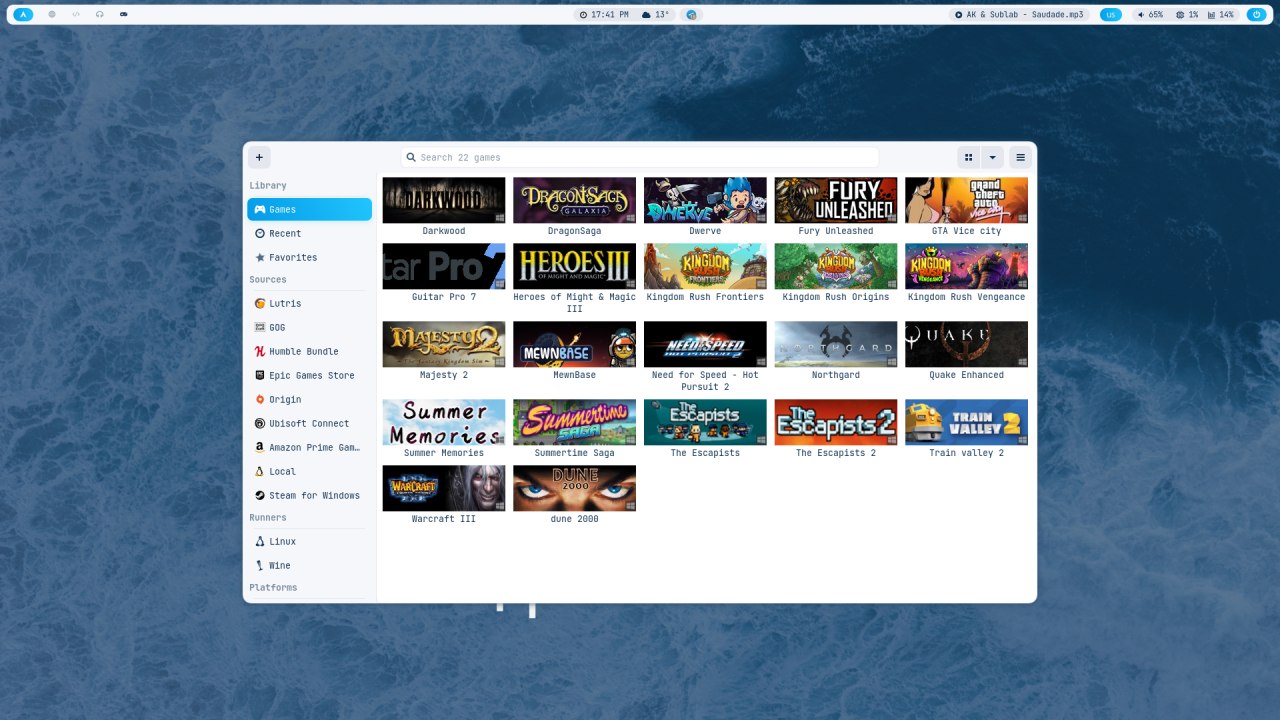 17:41 PM 13° AK & Sublab - Saudade.mp3 us 65% 1% 14%
Search 22 games
Library
Games
Recent
Favorites
Sources
Lutris
GOG
Humble Bundle
Epic Games Store
Origin
Ubisoft Connect
Amazon Prime Gam…
Local
Steam for Windows
Runners
Linux
Wine
Platforms
DARKWOOD
Darkwood
DRAGONSAGA
GALAXIA
DragonSaga
DWERVE
Dwerve
FURY
UNLEASHED
Fury Unleashed
grand
theft
auto
vice city
GTA Vice city
tar Pro 7
Guitar Pro 7
HEROES III
OF MIGHT AND MAGIC
Heroes of Might & Magic
III
KINGDOM
RUSH
FRONTIERS
Kingdom Rush Frontiers
KINGDOM
RUSH
ORIGINS
Kingdom Rush Origins
KINGDOM
RUSH
VENGEANCE
Kingdom Rush Vengeance
MAJESTY 2
The Fantasy Kingdom Sim
Majesty 2
MEWNBASE
MewnBase
NEED FOR SPEED
HOT PURSUIT 2
Need for Speed - Hot
Pursuit 2
NORTHGARD
Northgard
QUAKE
Quake Enhanced
Summer
Memories
Summer Memories
Summertime
SAGA
Summertime Saga
The
Escapists
The Escapists
The
Escapists 2
The Escapists 2
TRAIN
VALLEY 2
Train valley 2
WARCRAFT
III
Warcraft III
DUNE
2000
dune 2000